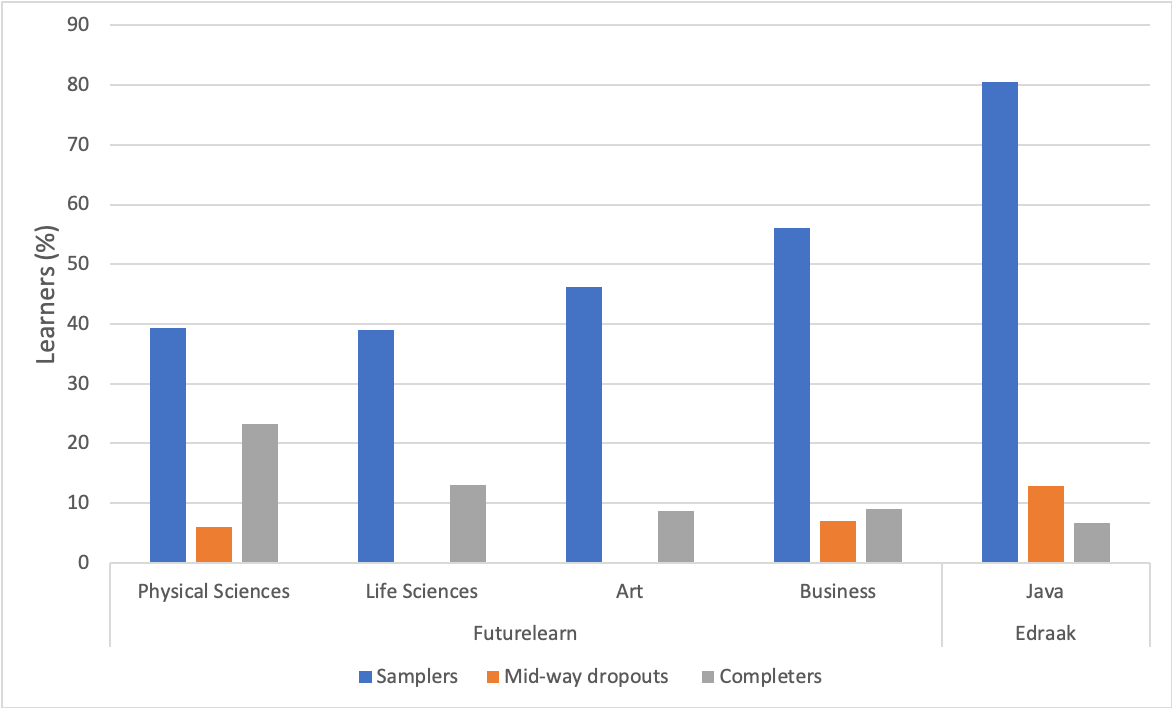 90
80
70
60
50
40
30
20
10
0
Learners (%)
Physical Sciences Life Sciences Art Business Java
Futurelearn Edraak
Samplers Mid-way dropouts Completers